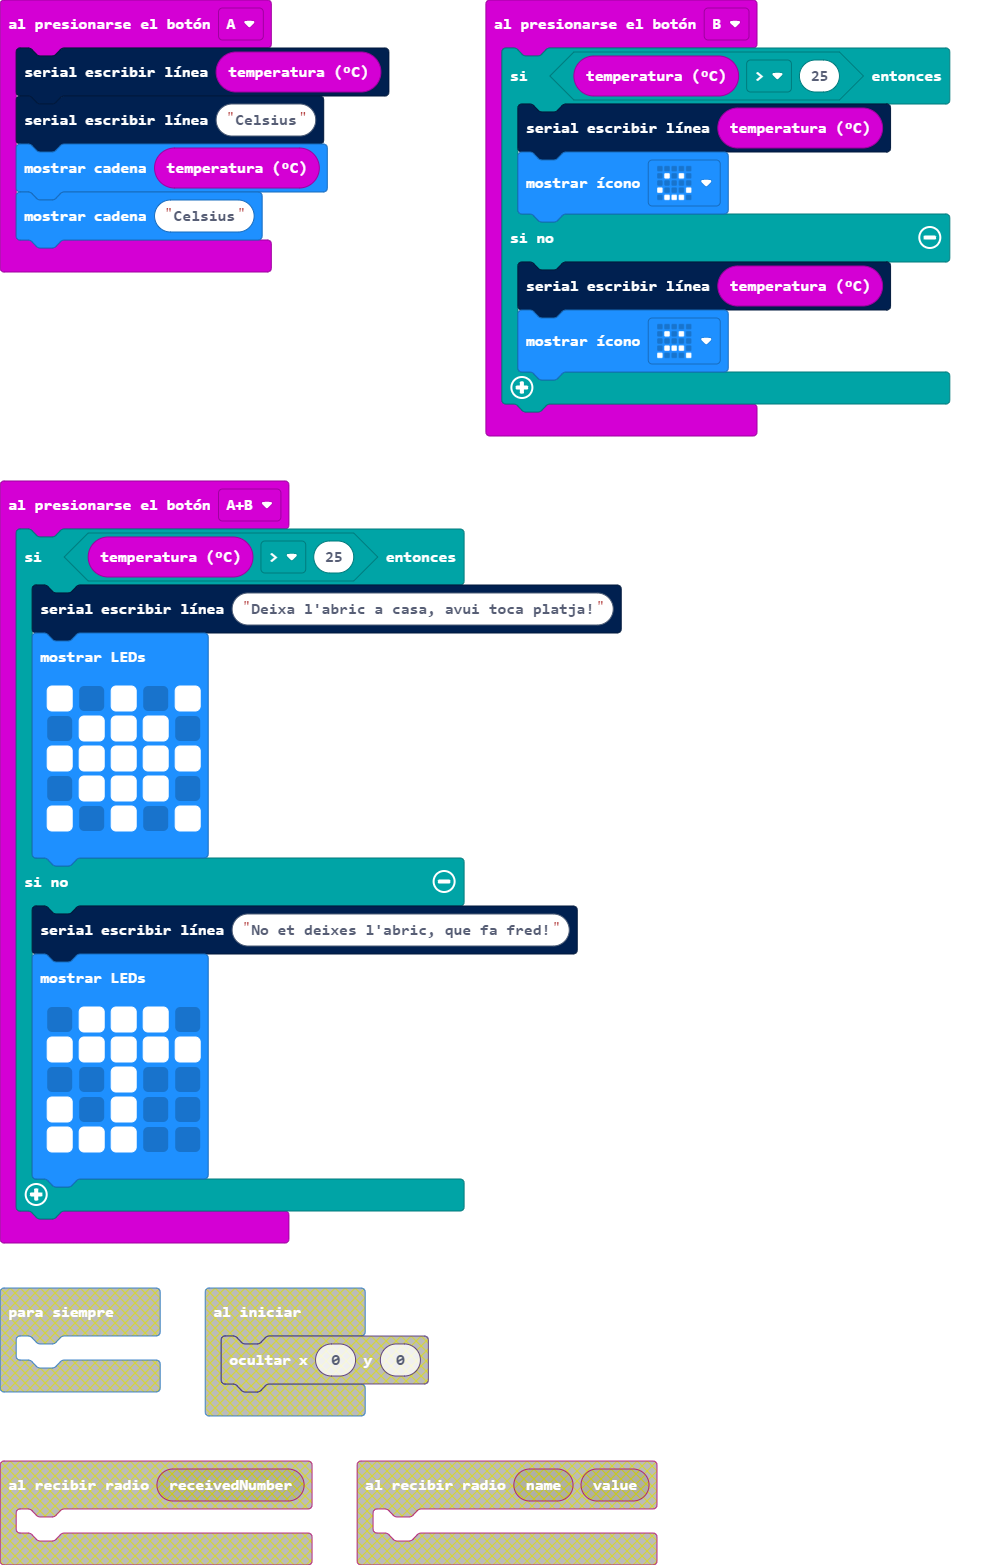 al presionarse el botón A
serial escribir línea temperatura (ºC)
serial escribir línea "Celsius"
mostrar cadena temperatura (ºC)
mostrar cadena "Celsius"
al presionarse el botón B
si temperatura (ºC) > 25 entonces
serial escribir línea temperatura (ºC)
mostrar ícono
si no
serial escribir línea temperatura (ºC)
mostrar ícono
al presionarse el botón A+B
si temperatura (ºC) > 25 entonces
serial escribir línea "Deixa l'abric a casa, avui toca platja!"
mostrar LEDs
si no
serial escribir línea "No et deixes l'abric, que fa fred!"
mostrar LEDs
para siempre
al iniciar
ocultar x 0 y 0
al recibir radio receivedNumber
al recibir radio name value